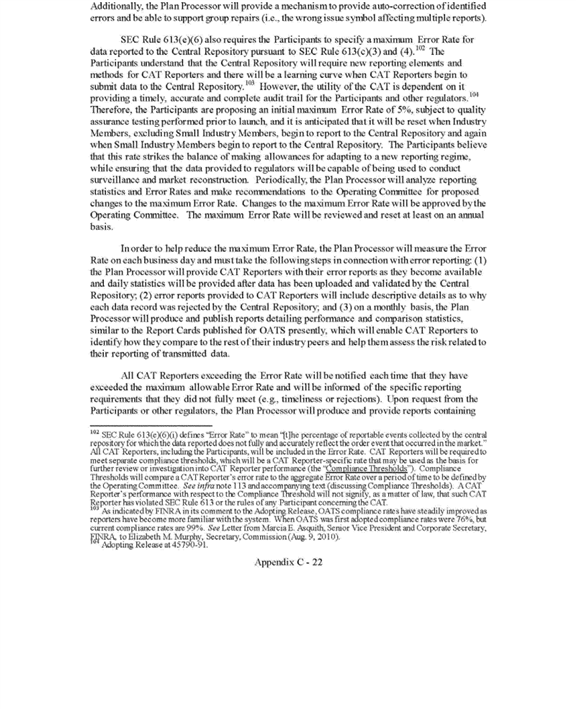 Additionally, the Plan Processor will provide a mechanism to provide auto-correction of identified
errors and be able to support group repairs (i.e., the wrong issue symbol affecting multiple reports).
SEC Rule 613(e)(6) also requires the Participants to specify a maximum Error Rate for
data reported to the Central Repository pursuant to SEC Rule 613(c)(3) and (4).102 The
Participants understand that the Central Repository will require new reporting elements and
methods for CAT Reporters and there will be a learning curve when CAT Reporters begin to
submit data to the Central Repository.103 However, the utility of the CAT is dependent on it
providing a timely, accurate and complete audit trail for the Participants and other regulators.104
Therefore, the Participants are proposing an initial maximum Error Rate of 5%, subject to quality
assurance testing performed prior to launch, and it is anticipated that it will be reset when Industry
Members, excluding Small Industry Members, begin to report to the Central Repository and again
when Small Industry Members begin to report to the Central Repository. The Participants believe
that this rate strikes the balance of making allowances for adapting to a new reporting regime,
while ensuring that the data provided to regulators will be capable of being used to conduct
surveillance and market reconstruction. Periodically, the Plan Processor will analyze reporting
statistics and Error Rates and make recommendations to the Operating Committee for proposed
changes to the maximum Error Rate. Changes to the maximum Error Rate will be approved by the
Operating Committee. The maximum Error Rate will be reviewed and reset at least on an annual
basis.
In order to help reduce the maximum Error Rate, the Plan Processor will measure the Error
Rate on each business day and must take the following steps in connection with error reporting: (1)
the Plan Processor will provide CAT Reporters with their error reports as they become available
and daily statistics will be provided after data has been uploaded and validated by the Central
Repository; (2) error reports provided to CAT Reporters will include descriptive details as to why
each data record was rejected by the Central Repository; and (3) on a monthly basis, the Plan
Processor will produce and publish reports detailing performance and comparison statistics,
similar to the Report Cards published for OATS presently, which will enable CAT Reporters to
identify how they compare to the rest of their industry peers and help them assess the risk related to
their reporting of transmitted data.
All CAT Reporters exceeding the Error Rate will be notified each time that they have
exceeded the maximum allowable Error Rate and will be informed of the specific reporting
requirements that they did not fully meet (e.g., timeliness or rejections). Upon request from the
Participants or other regulators, the Plan Processor will produce and provide reports containing
102 SEC Rule 613(e)(6)(i) defines “Error Rate” to mean “[t]he percentage of reportable events collected by the central
repository for which the data reported does not fully and accurately reflect the order event that occurred in the market.”
All CAT Reporters, including the Participants, will be included in the Error Rate. CAT Reporters will be required to
meet separate compliance thresholds, which will be a CAT Reporter-specific rate that may be used as the basis for
further review or investigation into CAT Reporter performance (the “Compliance Thresholds”). Compliance
Thresholds will compare a CAT Reporter’s error rate to the aggregate Error Rate over a period of time to be defined by
the Operating Committee. See infra note 113 and accompanying text (discussing Compliance Thresholds). A CAT
Reporter’s performance with respect to the Compliance Threshold will not signify, as a matter of law, that such CAT
Reporter has violated SEC Rule 613 or the rules of any Participant concerning the CAT.
103 As indicated by FINRA in its comment to the Adopting Release, OATS compliance rates have steadily improved as
reporters have become more familiar with the system. When OATS was first adopted compliance rates were 76%, but
current compliance rates are 99%. See Letter from Marcia E. Asquith, Senior Vice President and Corporate Secretary,
FINRA, to Elizabeth M. Murphy, Secretary, Commission (Aug. 9, 2010).
104 Adopting Release at 45790-91.
Appendix C - 22